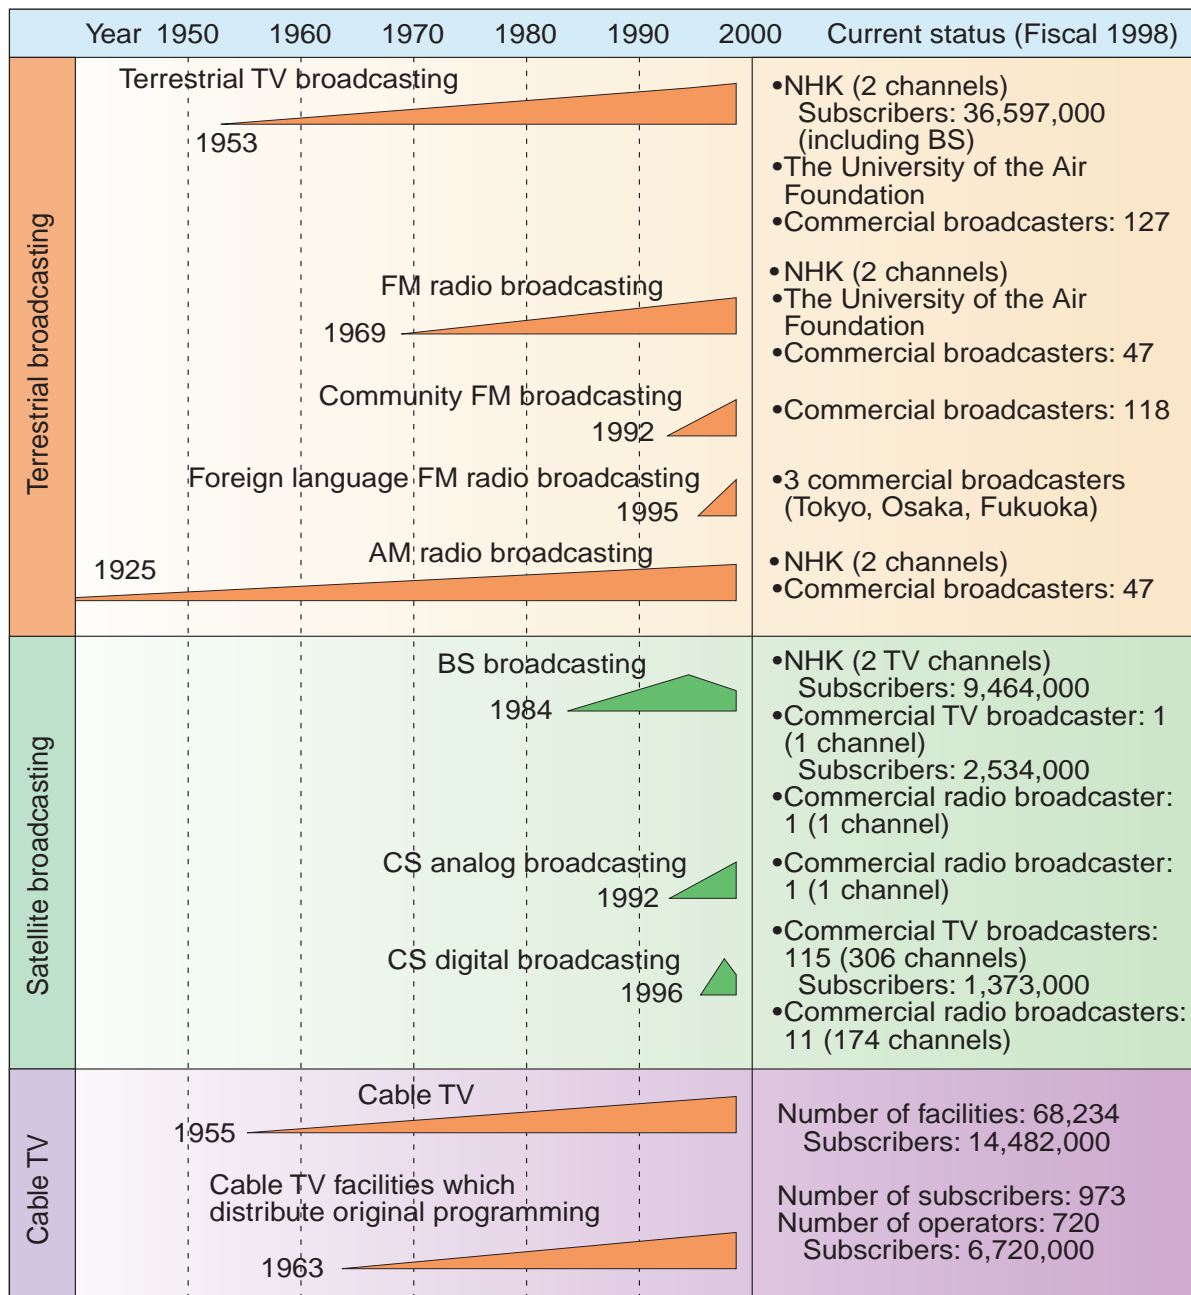 Year 1950 1960 1970 1980 1990 2000 Current status (Fiscal 1998)
Terrestrial broadcasting
Terrestrial TV broadcasting
1953
•NHK (2 channels)
Subscribers: 36,597,000
(including BS)
•The University of the Air
Foundation
•Commercial broadcasters: 127
FM radio broadcasting
1969
•NHK (2 channels)
•The University of the Air
Foundation
•Commercial broadcasters: 47
Community FM broadcasting
1992
•Commercial broadcasters: 118
Foreign language FM radio broadcasting
1995
•3 commercial broadcasters
(Tokyo, Osaka, Fukuoka)
AM radio broadcasting
1925
•NHK (2 channels)
•Commercial broadcasters: 47
Satellite broadcasting
BS broadcasting
1984
•NHK (2 TV channels)
Subscribers: 9,464,000
•Commercial TV broadcaster: 1
(1 channel)
Subscribers: 2,534,000
•Commercial radio broadcaster:
1 (1 channel)
CS analog broadcasting
1992
•Commercial radio broadcaster:
1 (1 channel)
CS digital broadcasting
1996
•Commercial TV broadcasters:
115 (306 channels)
Subscribers: 1,373,000
•Commercial radio broadcasters:
11 (174 channels)
Cable TV
Cable TV
1955
Number of facilities: 68,234
Subscribers: 14,482,000
Cable TV facilities which
distribute original programming
1963
Number of subscribers: 973
Number of operators: 720
Subscribers: 6,720,000